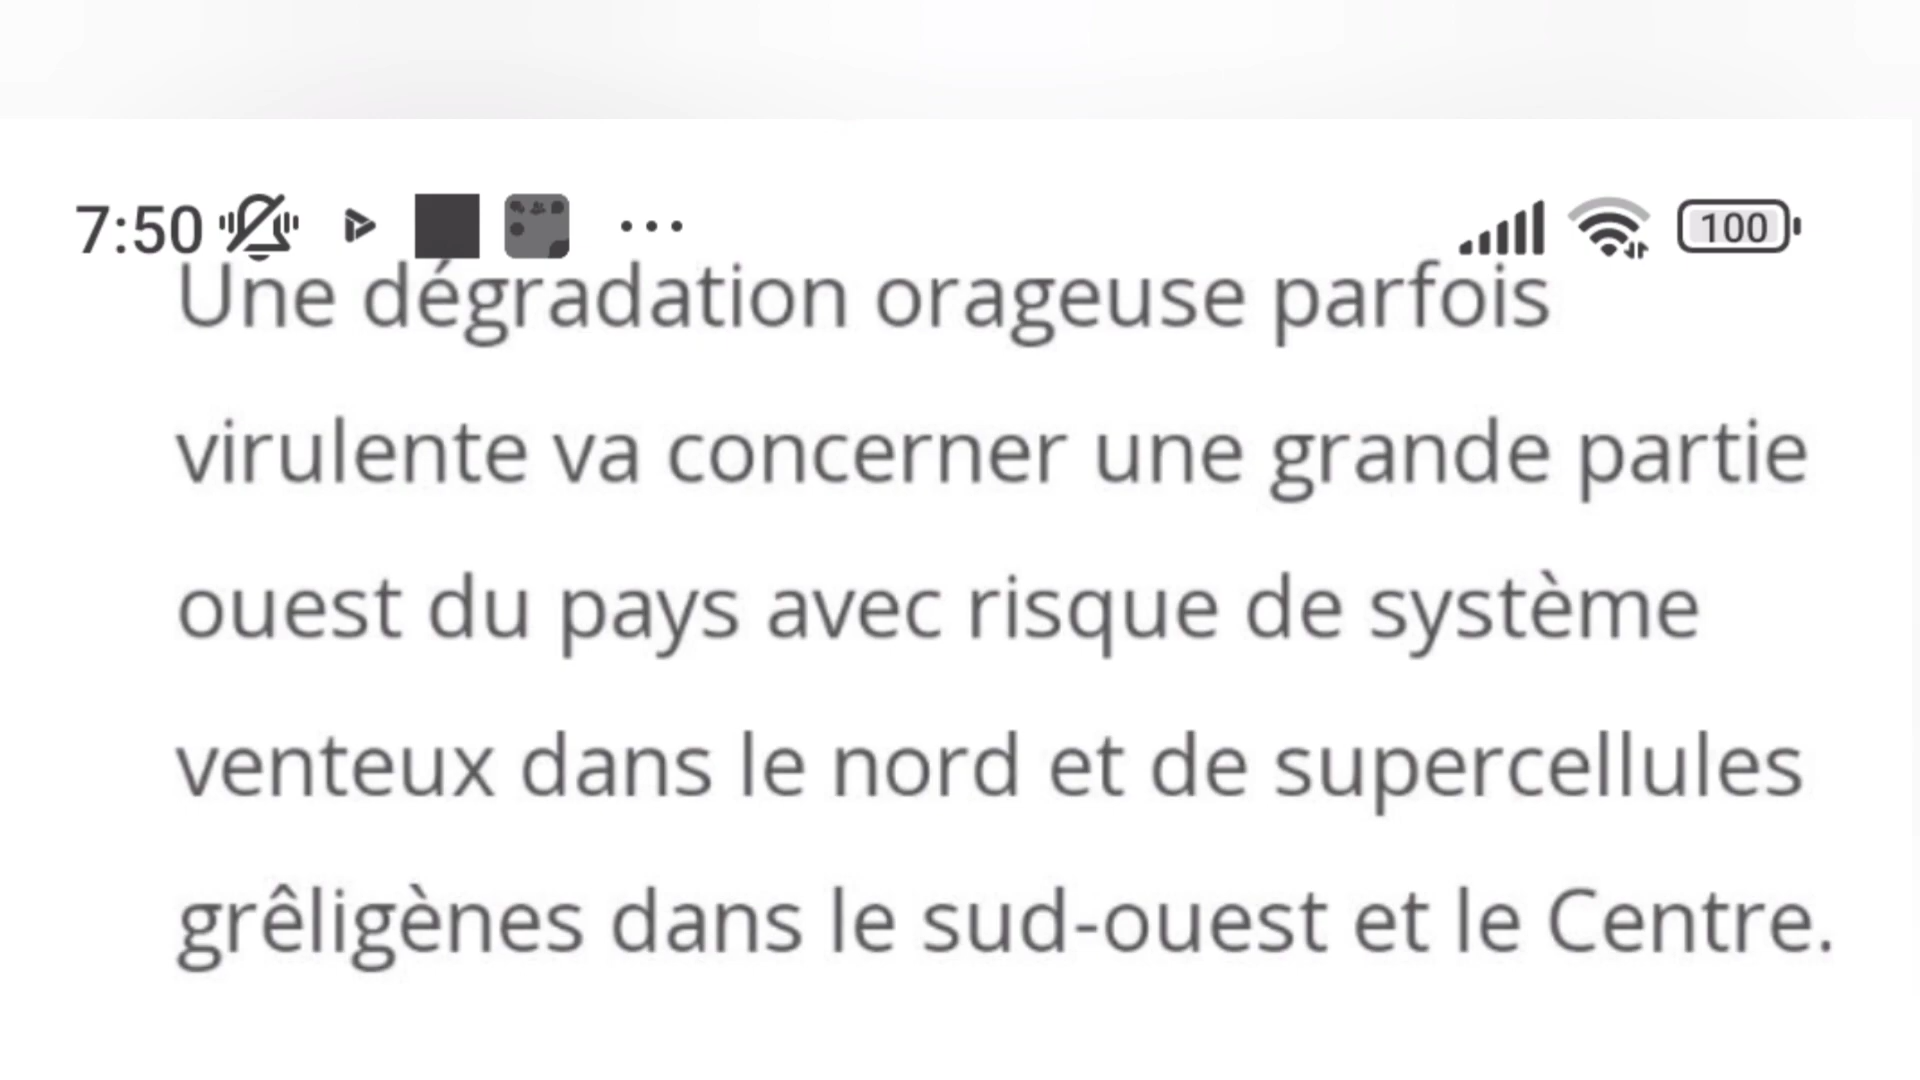 7:50 100
Une dégradation orageuse parfois
virulente va concerner une grande partie
ouest du pays avec risque de système
venteux dans le nord et de supercellules
grêligènes dans le sud-ouest et le Centre.